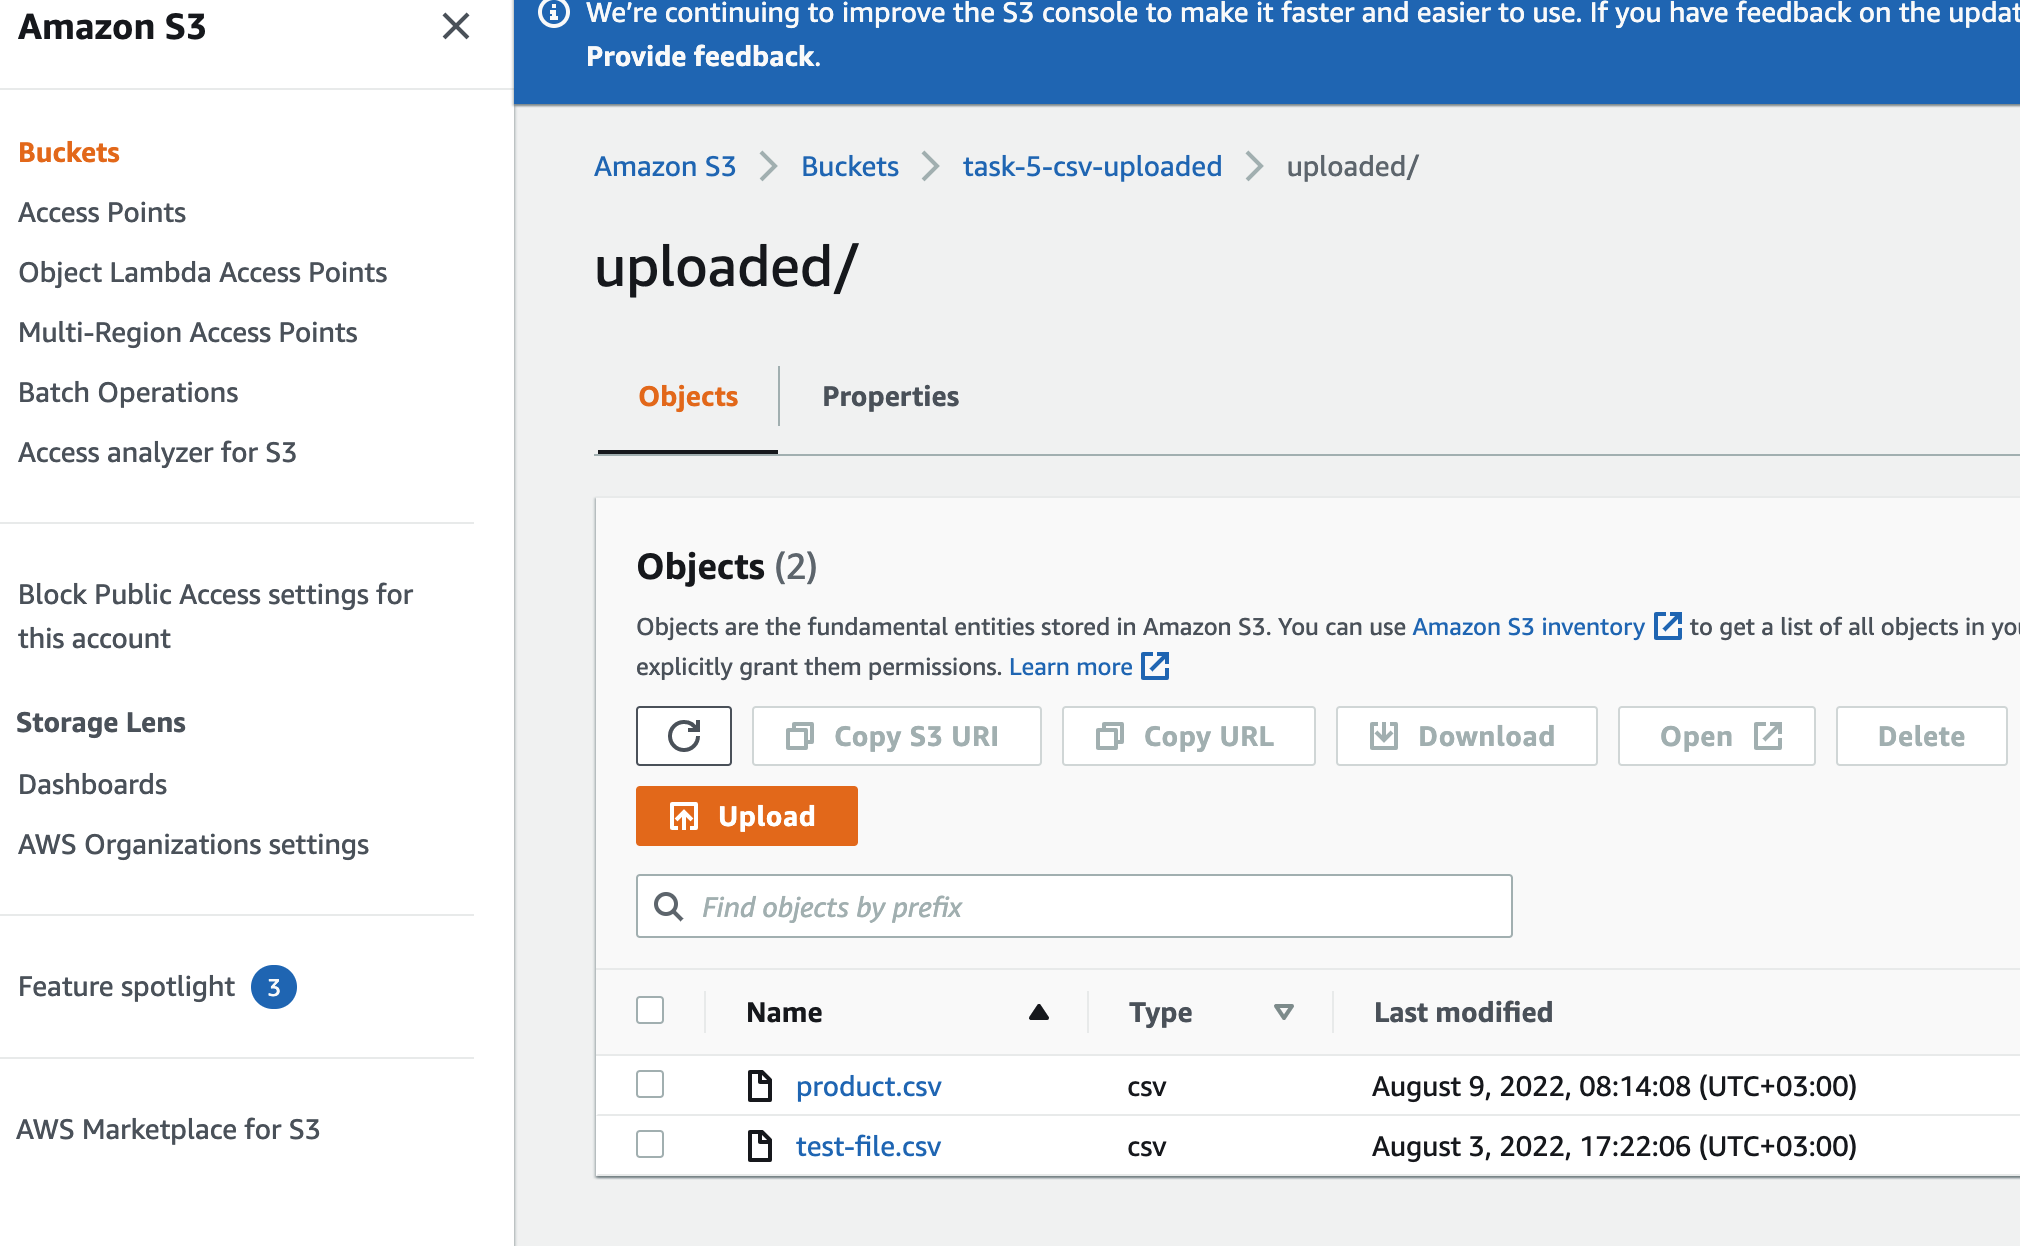 Amazon S3
Buckets
Access Points
Object Lambda Access Points
Multi-Region Access Points
Batch Operations
Access analyzer for S3
Block Public Access settings for
this account
Storage Lens
Dashboards
AWS Organizations settings
Feature spotlight 3
AWS Marketplace for S3
We're continuing to improve the S3 console to make it faster and easier to use. If you have feedback on the
Provide feedback.
Amazon S3 Buckets task-5-csv-uploaded uploaded/
uploaded/
Objects Properties
Objects (2)
Objects are the fundamental entities stored in Amazon S3. You can use Amazon S3 inventory to get a list of all objects in
explicitly grant them permissions. Learn more
Copy S3 URI Copy URL Download Open Delete
Upload
Find objects by prefix
Name Type Last modified
product.csv csv August 9, 2022, 08:14:08 (UTC+03:00)
test-file.csv csv August 3, 2022, 17:22:06 (UTC+03:00)